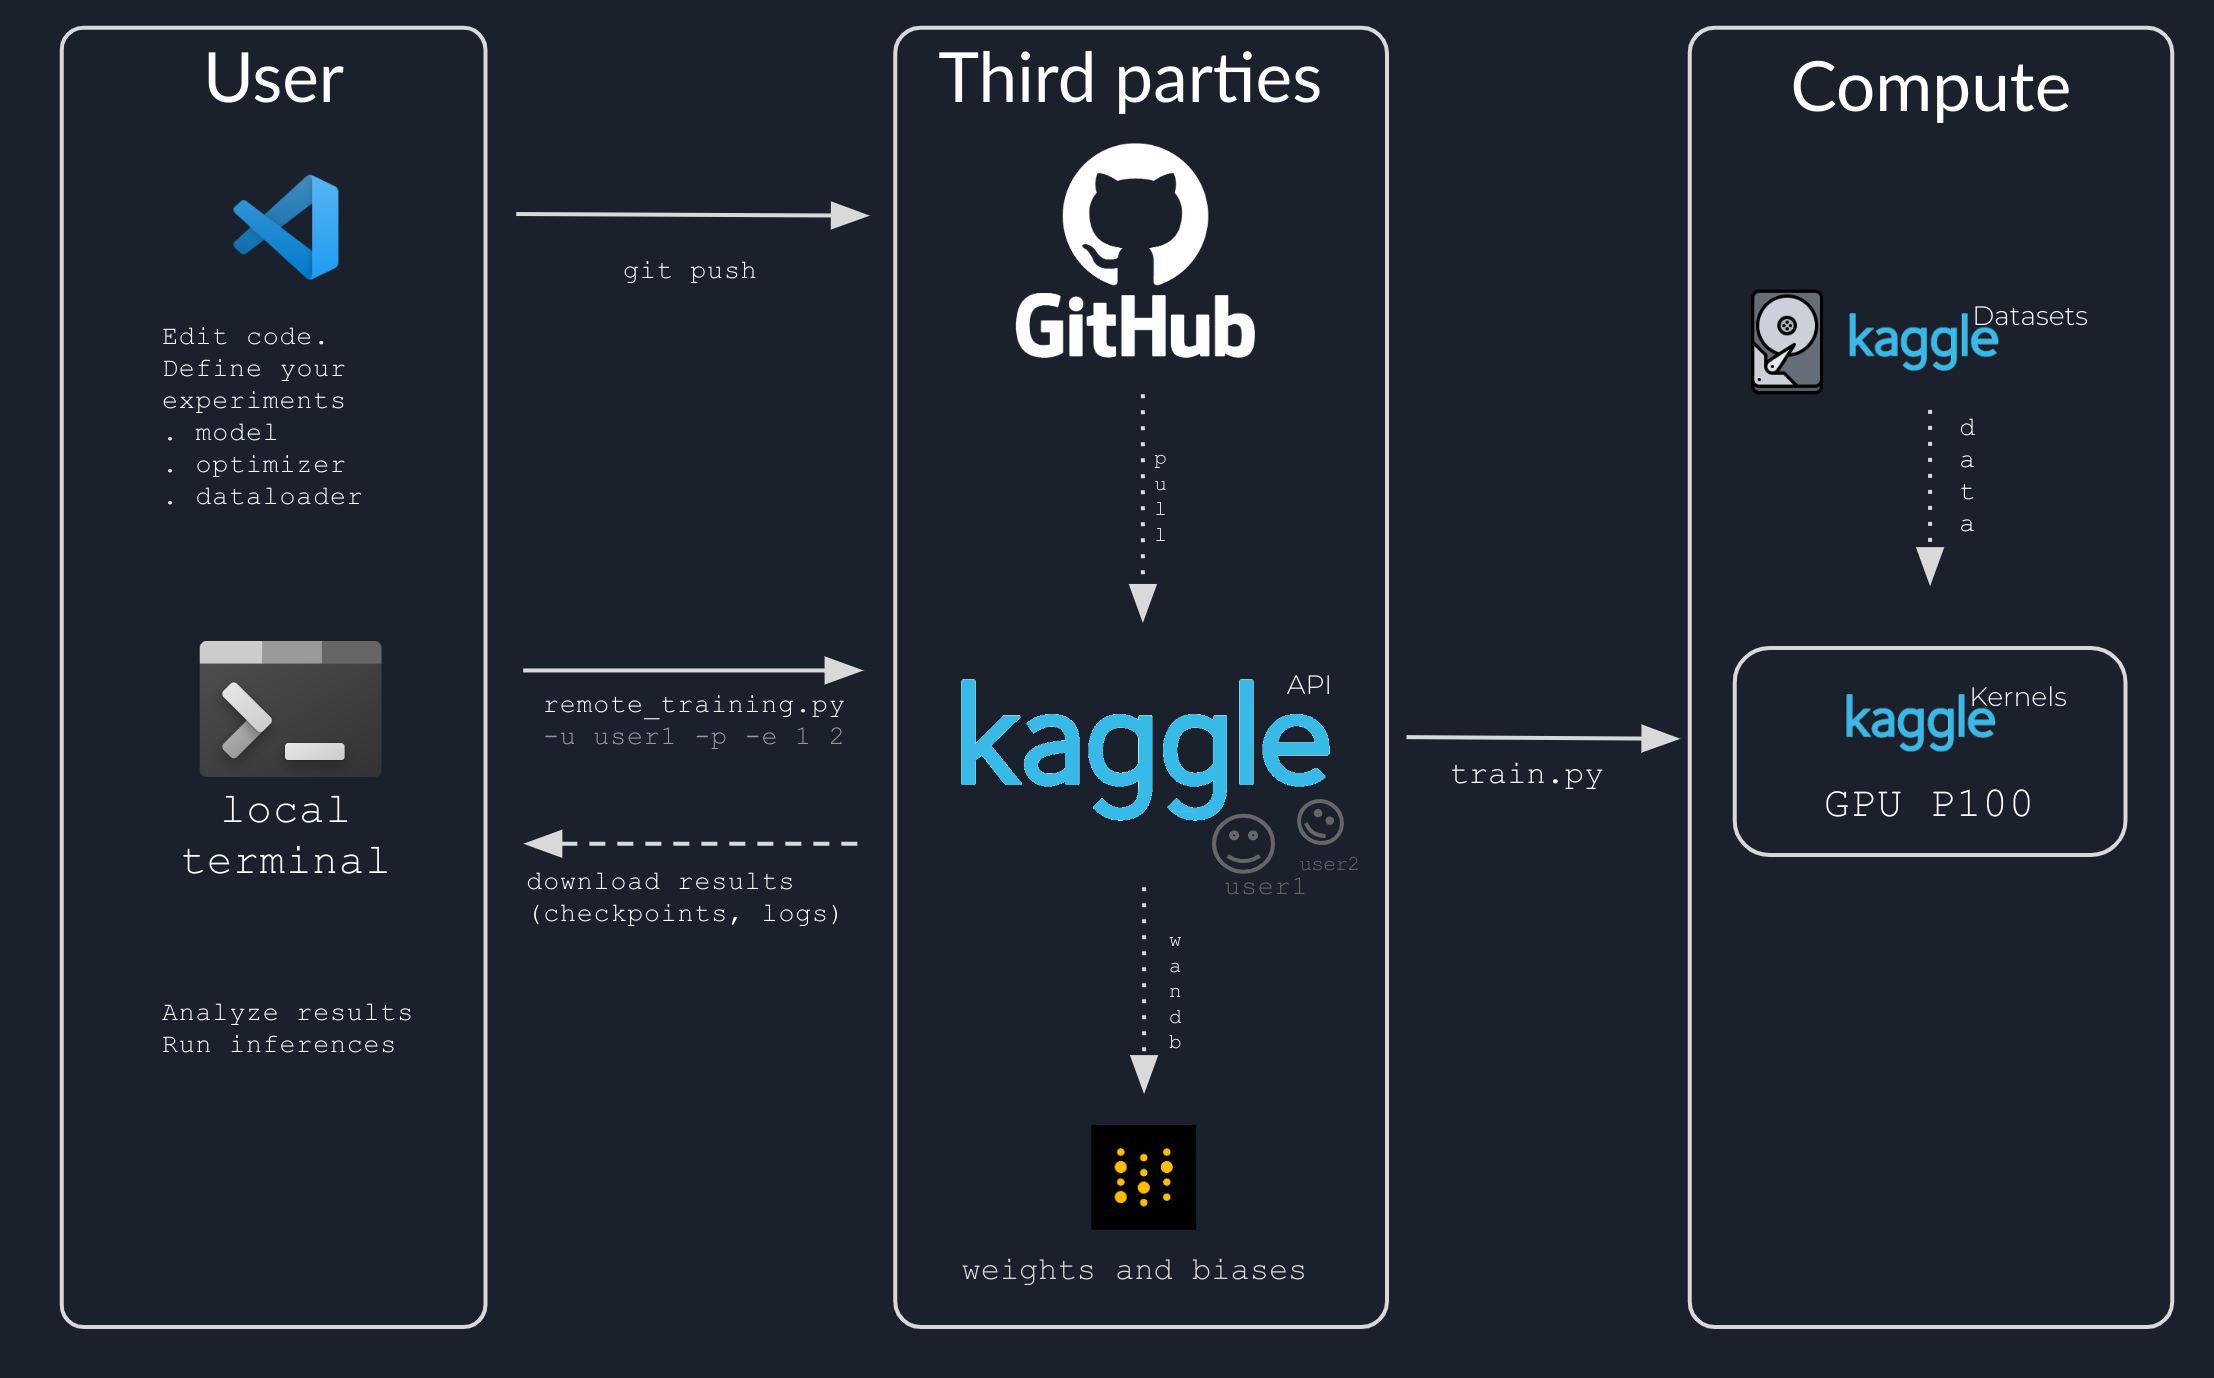 User
Edit code.
Define your
experiments
. model
. optimizer
. dataloader
local
terminal
Analyze results
Run inferences
git push
remote_training.py
-u user1 -p -e 1 2
download results
(checkpoints, logs)
Third parties
GitHub
pull
kaggle API
user1
user2
wandb
weights and biases
train.py
Compute
kaggle Datasets
data
kaggle Kernels
GPU P100